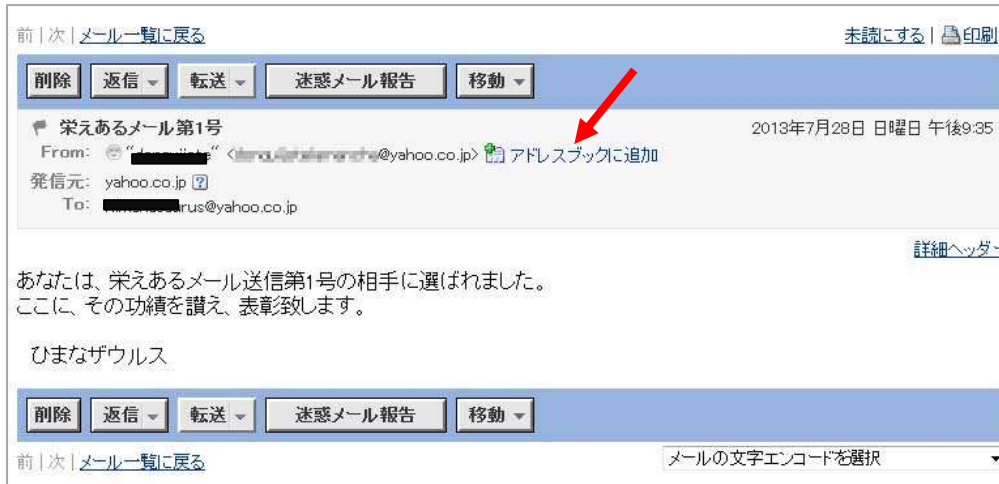 前 | 次 | メール一覧に戻る 未読にする | 印刷
削除 返信 転送 迷惑メール報告 移動
栄えあるメール第1号 2013年7月28日 日曜日 午後9:35
From: @yahoo.co.jp> アドレスブックに追加
発信元: yahoo.co.jp
To: rus@yahoo.co.jp
詳細ヘッダー
あなたは、栄えあるメール送信第1号の相手に選ばれました。
ここに、その功績を讃え、表彰致します。
ひまなザウルス
削除 返信 転送 迷惑メール報告 移動
前 | 次 | メール一覧に戻る メールの文字エンコードを選択